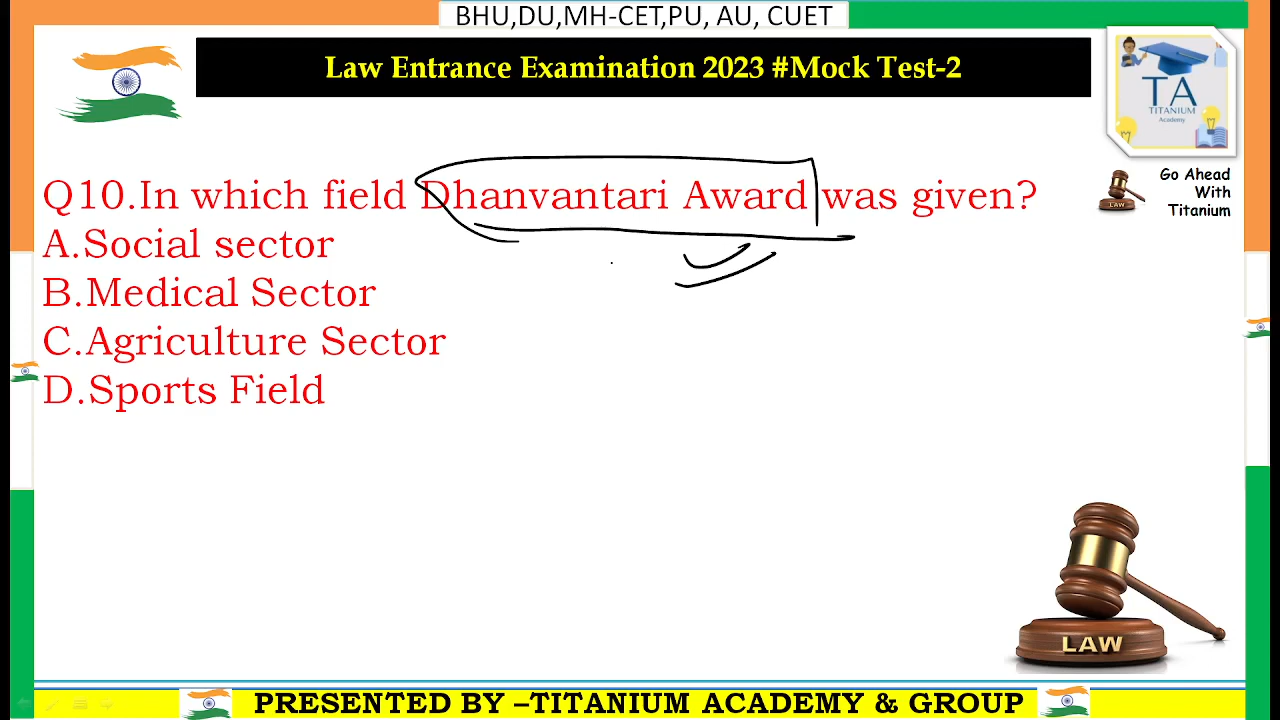 BHU,DU,MH-CET,PU, AU, CUET
Law Entrance Examination 2023 #Mock Test-2
TA
TITANIUM
Academy
Go Ahead
With
Titanium
LAW
Q10.In which field Dhanvantari Award was given?
A.Social sector
B.Medical Sector
C.Agriculture Sector
D.Sports Field
LAW
PRESENTED BY –TITANIUM ACADEMY & GROUP